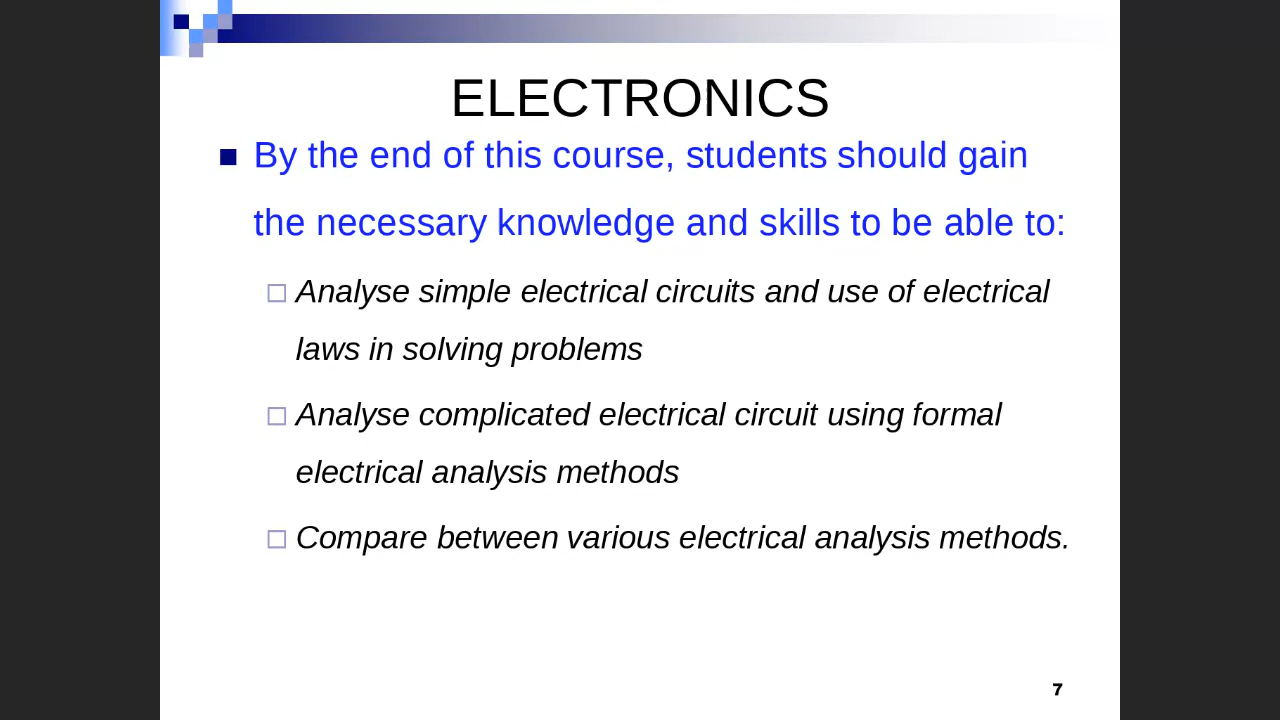 ELECTRONICS
By the end of this course, students should gain
the necessary knowledge and skills to be able to:
Analyse simple electrical circuits and use of electrical
laws in solving problems
Analyse complicated electrical circuit using formal
electrical analysis methods
Compare between various electrical analysis methods.
7